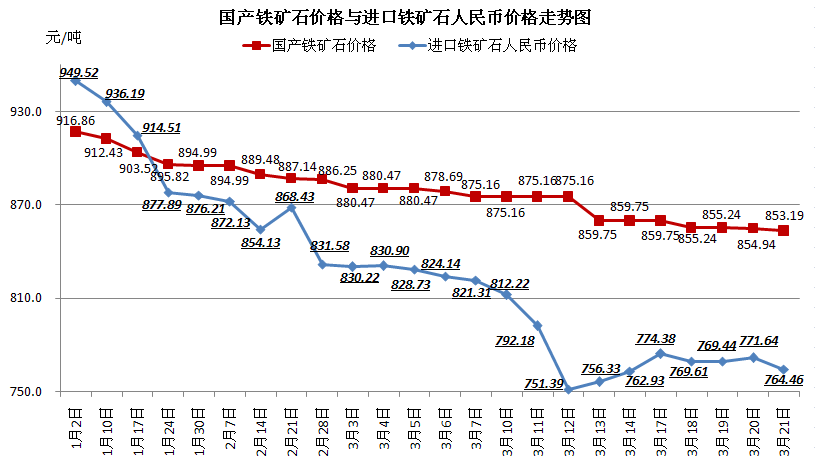 国产铁矿石价格与进口铁矿石人民币价格走势图
元/吨
国产铁矿石价格
进口铁矿石人民币价格
930.0
870.0
810.0
750.0
949.52
936.19
914.51
877.89
876.21
872.13
854.13
868.43
831.58
830.22
830.90
828.73
824.14
821.31
812.22
792.18
751.39
756.33
762.93
774.38
769.61
769.44
771.64
764.46
916.86
912.43
903.53
895.82
894.99
894.99
889.48
887.14
886.25
880.47
880.47
880.47
878.69
875.16
875.16
875.16
875.16
859.75
859.75
859.75
855.24
855.24
854.94
853.19
1月2日
1月10日
1月17日
1月24日
1月30日
2月7日
2月14日
2月21日
2月28日
3月3日
3月4日
3月5日
3月6日
3月7日
3月10日
3月11日
3月12日
3月13日
3月14日
3月17日
3月18日
3月19日
3月20日
3月21日